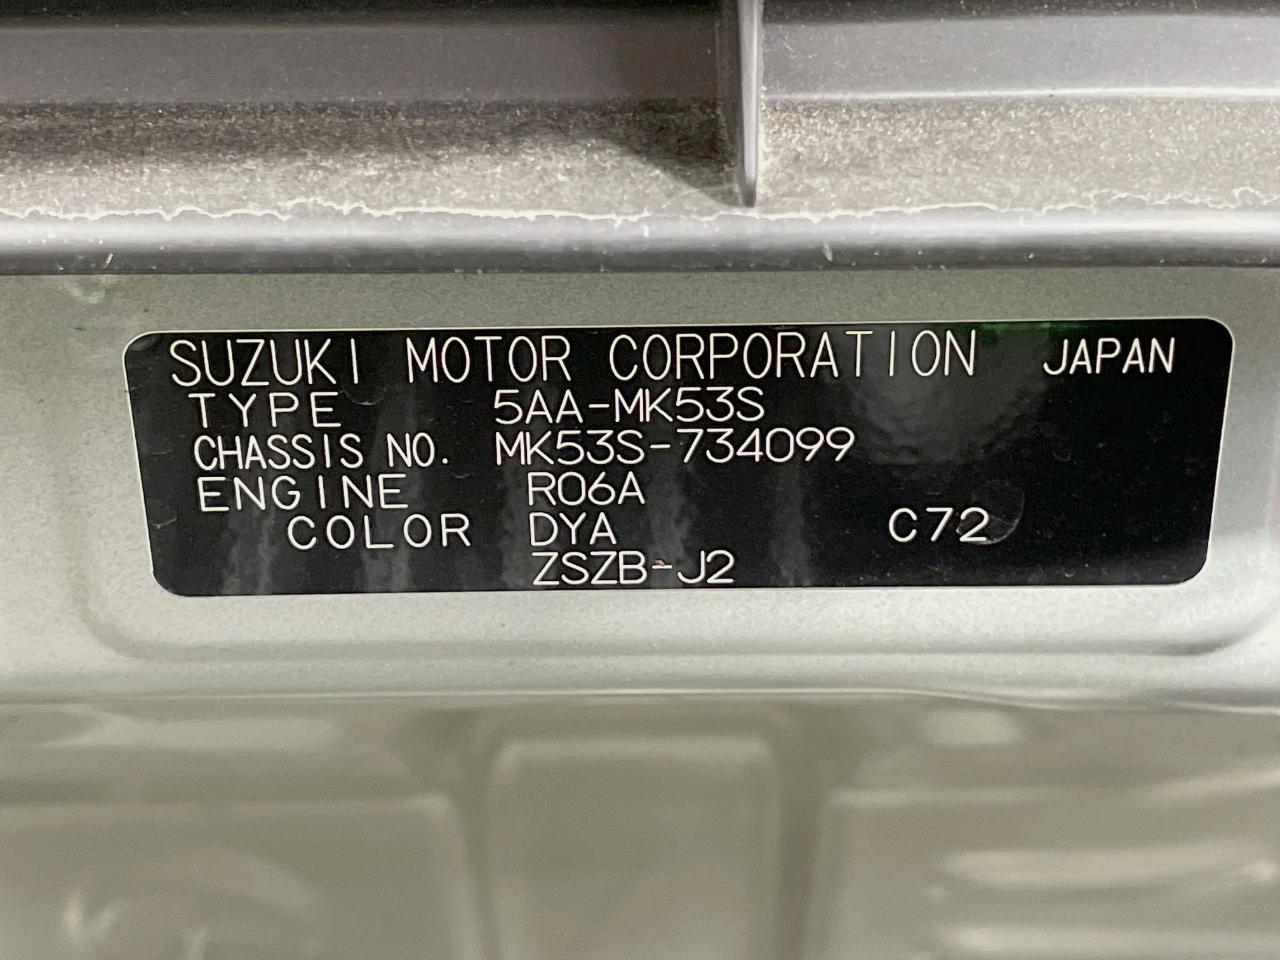 SUZUKI MOTOR CORPORATION JAPAN
TYPE 5AA-MK53S
CHASSIS NO. MK53S-734099
ENGINE R06A
COLOR DYA C72
ZSZB-J2